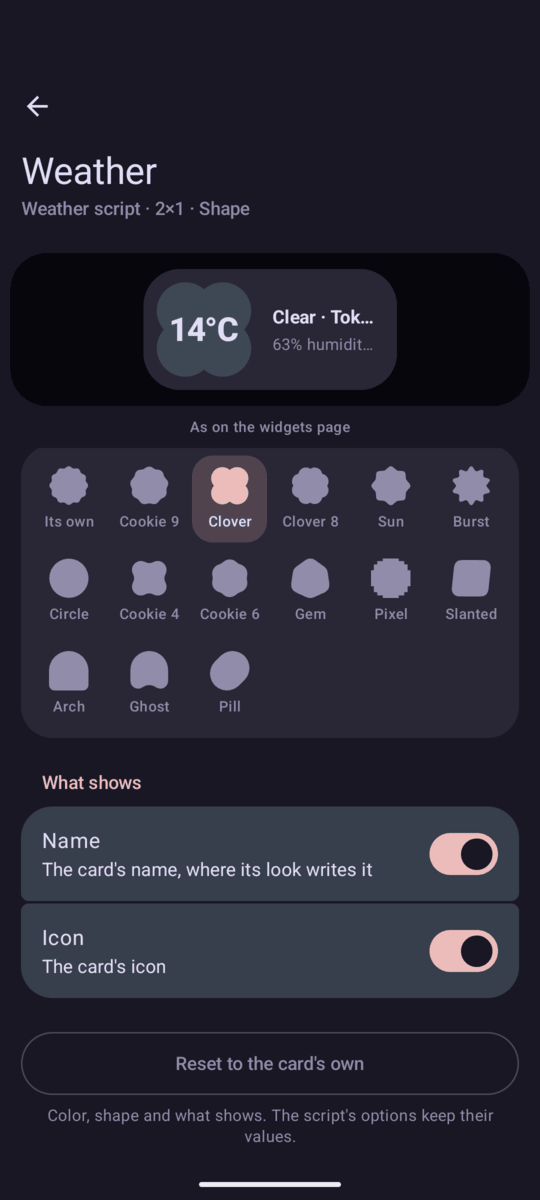 Weather
Weather script · 2×1 · Shape
14°C
Clear · Tok…
63% humidit…
As on the widgets page
Its own
Cookie 9
Clover
Clover 8
Sun
Burst
Circle
Cookie 4
Cookie 6
Gem
Pixel
Slanted
Arch
Ghost
Pill
What shows
Name
The card's name, where its look writes it
Icon
The card's icon
Reset to the card's own
Color, shape and what shows. The script's options keep their
values.